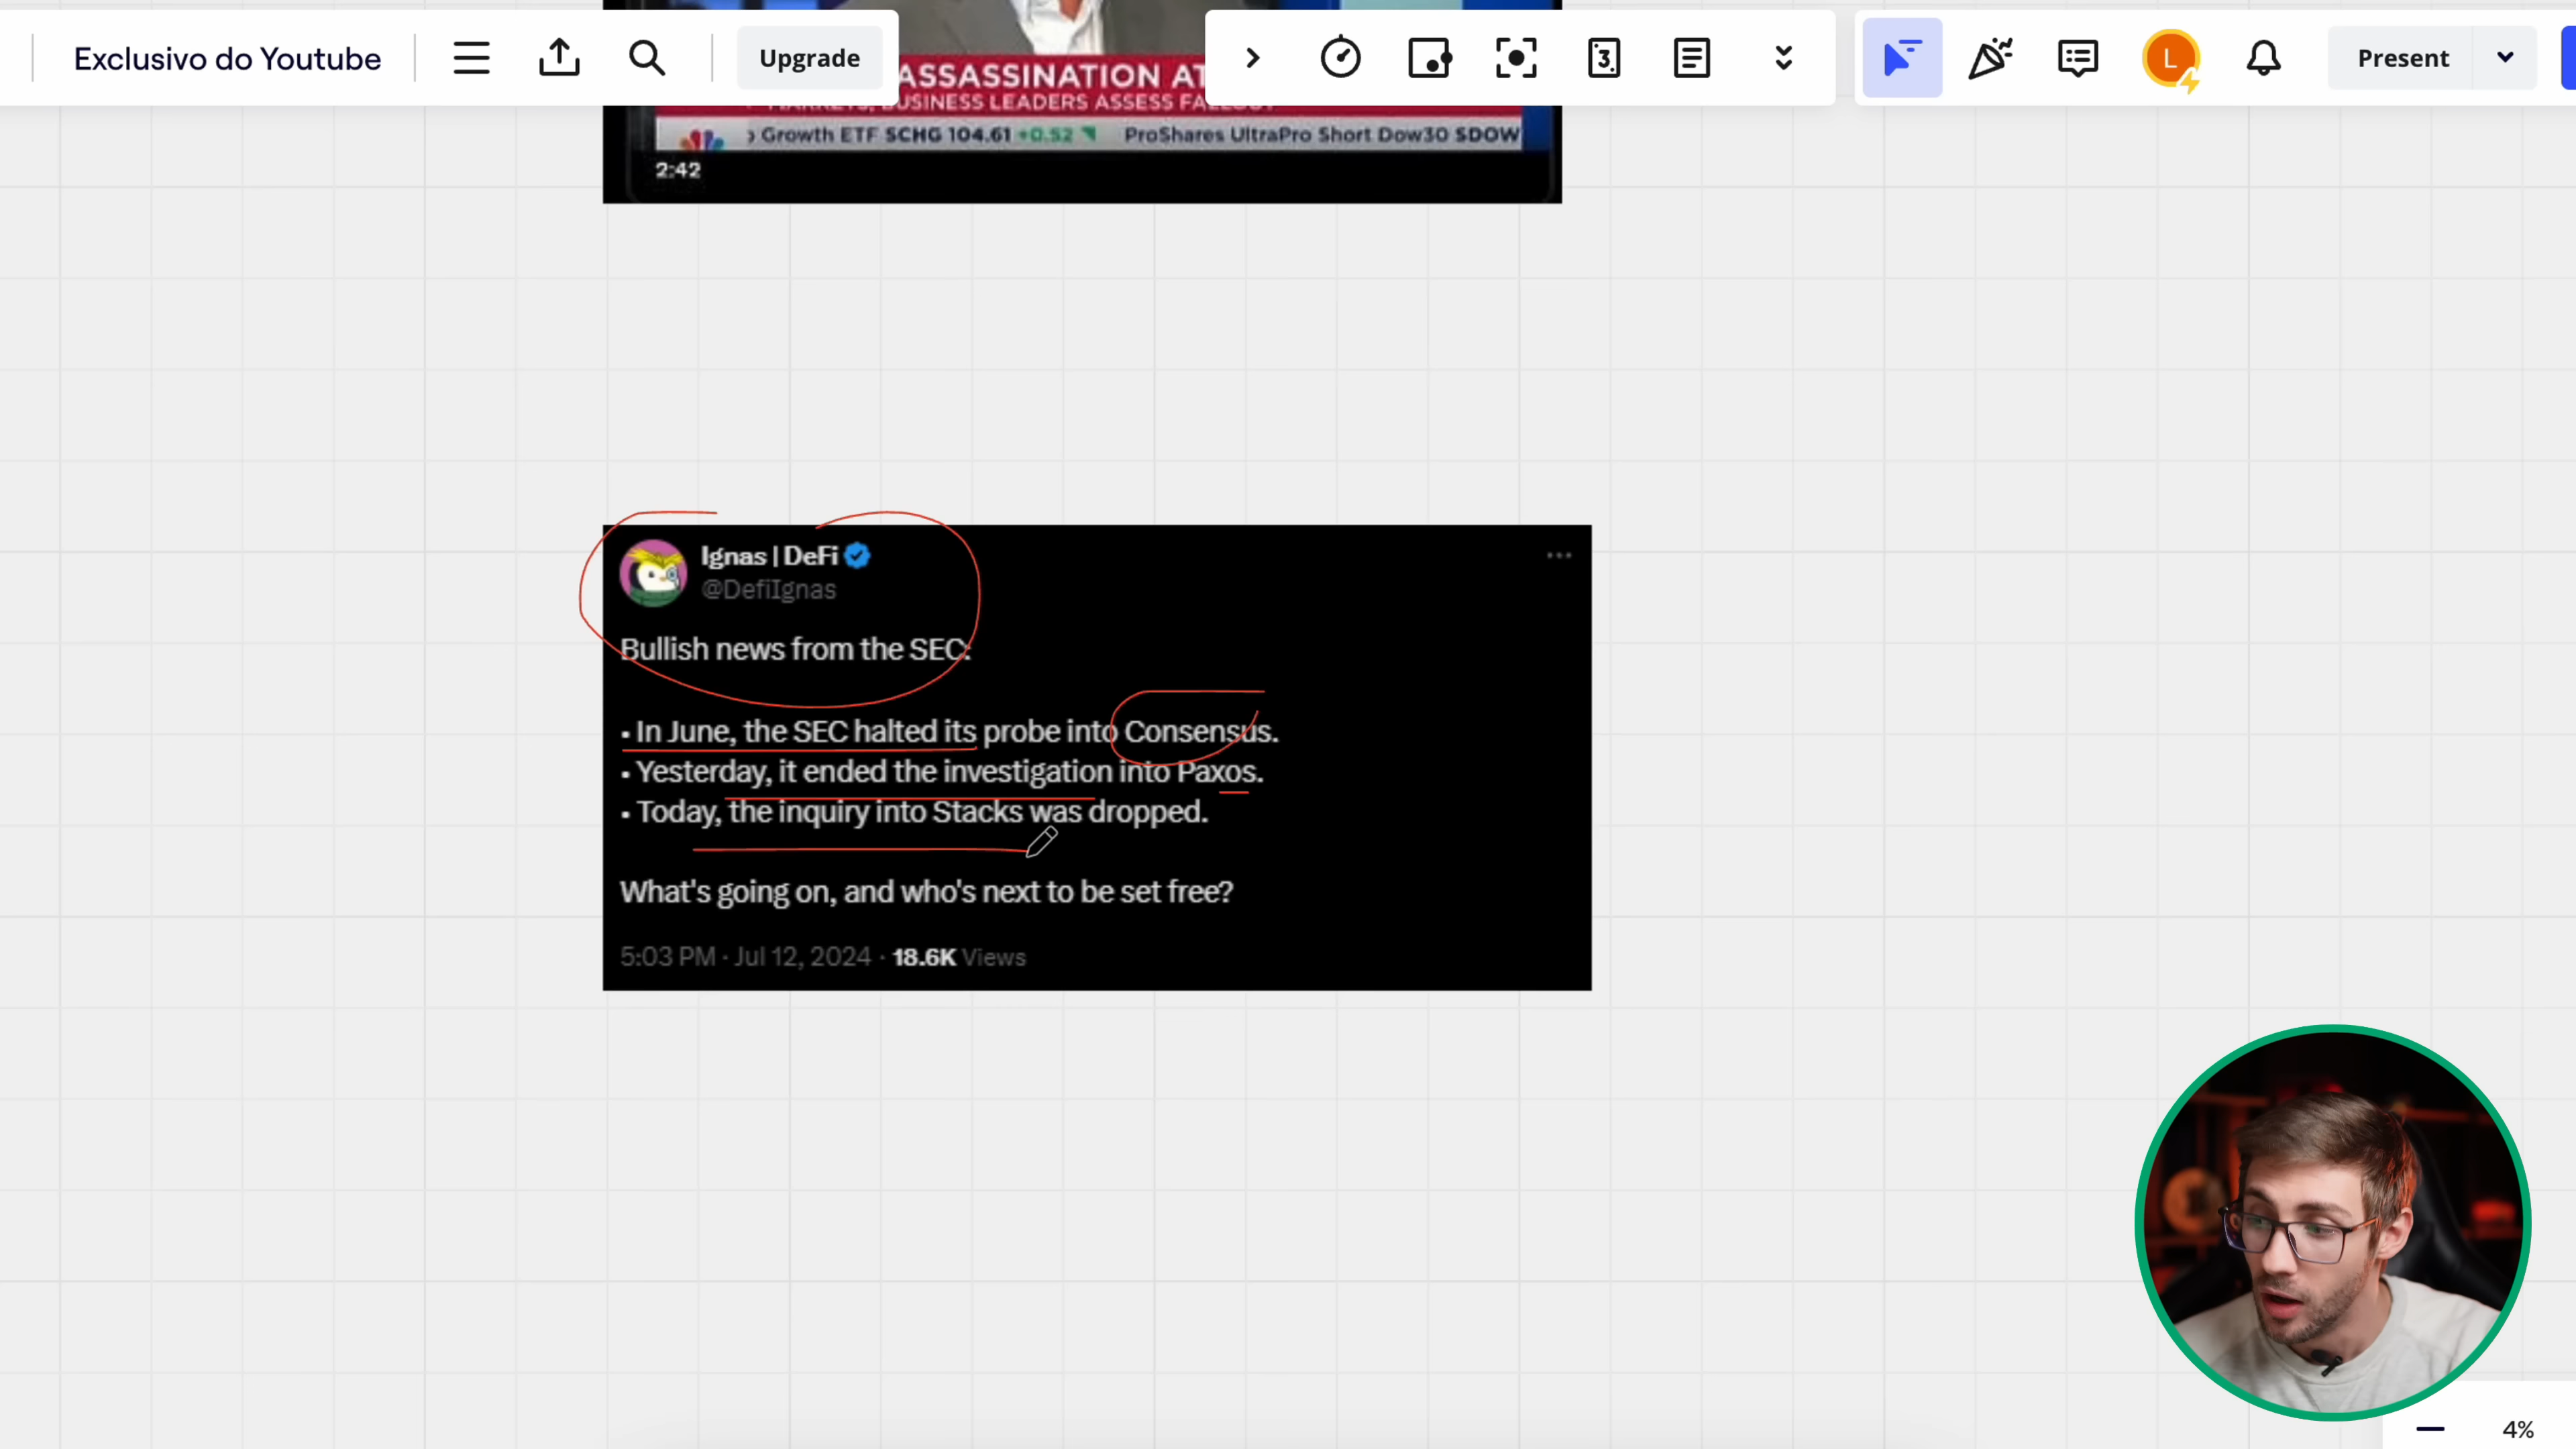 Exclusivo do Youtube
Upgrade
3
L
Present
ASSASSINATION AT
BUSINESS LEADERS ASSESS
Growth ETF SCHG 104.61 +0.52 ProShares UltraPro Short Dow30 SDOW
2:42
Ignas | DeFi
@DefiIgnas
Bullish news from the SEC:
• In June, the SEC halted its probe into Consensus.
• Yesterday, it ended the investigation into Paxos.
• Today, the inquiry into Stacks was dropped.
What's going on, and who's next to be set free?
5:03 PM · Jul 12, 2024 · 18.6K Views
4%